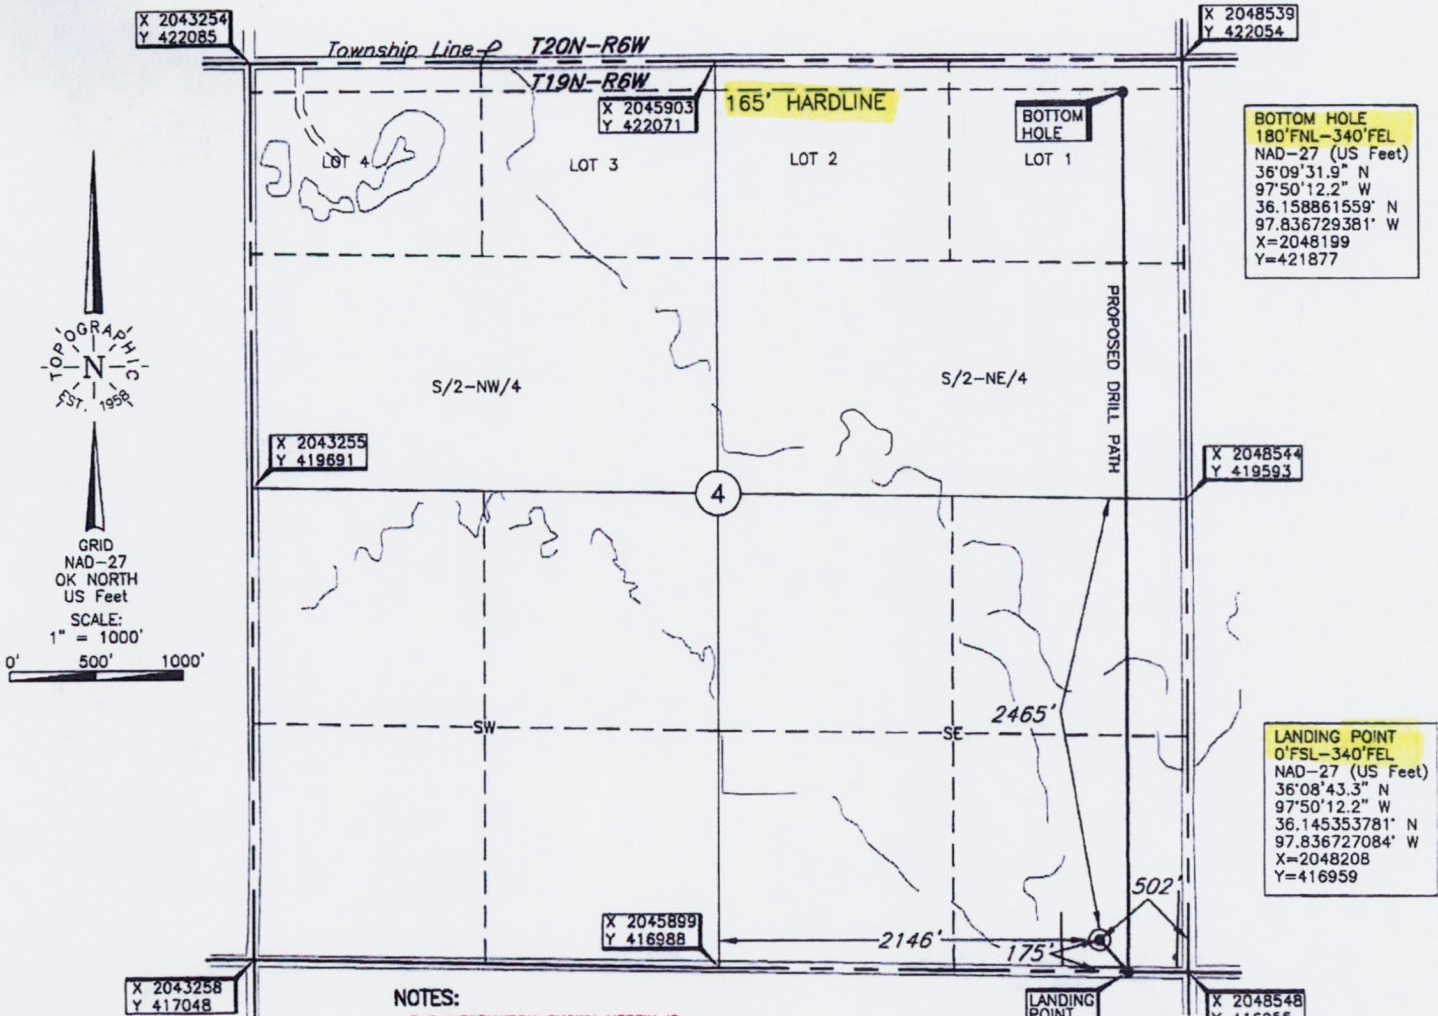 X 2043254
Y 422085
Township Line
T20N-R6W
T19N-R6W
X 2048539
Y 422054
X 2045903
Y 422071
165' HARDLINE
BOTTOM
HOLE
BOTTOM HOLE
180'FNL-340'FEL
NAD-27 (US Feet)
36°09'31.9" N
97°50'12.2" W
36.158861559° N
97.836729381° W
X=2048199
Y=421877
LOT 4
LOT 3
LOT 2
LOT 1
TOPOGRAPHIC
N
EST. 1958
PROPOSED DRILL PATH
S/2-NW/4
S/2-NE/4
X 2043255
Y 419691
X 2048544
Y 419593
4
GRID
NAD-27
OK NORTH
US Feet
SCALE:
1" = 1000'
0' 500' 1000'
2465'
SW
SE
LANDING POINT
0'FSL-340'FEL
NAD-27 (US Feet)
36°08'43.3" N
97°50'12.2" W
36.145353781° N
97.836727084° W
X=2048208
Y=416959
502'
X 2045899
Y 416988
2146'
175'
X 2043258
Y 417048
NOTES:
LANDING
POINT
X 2048548